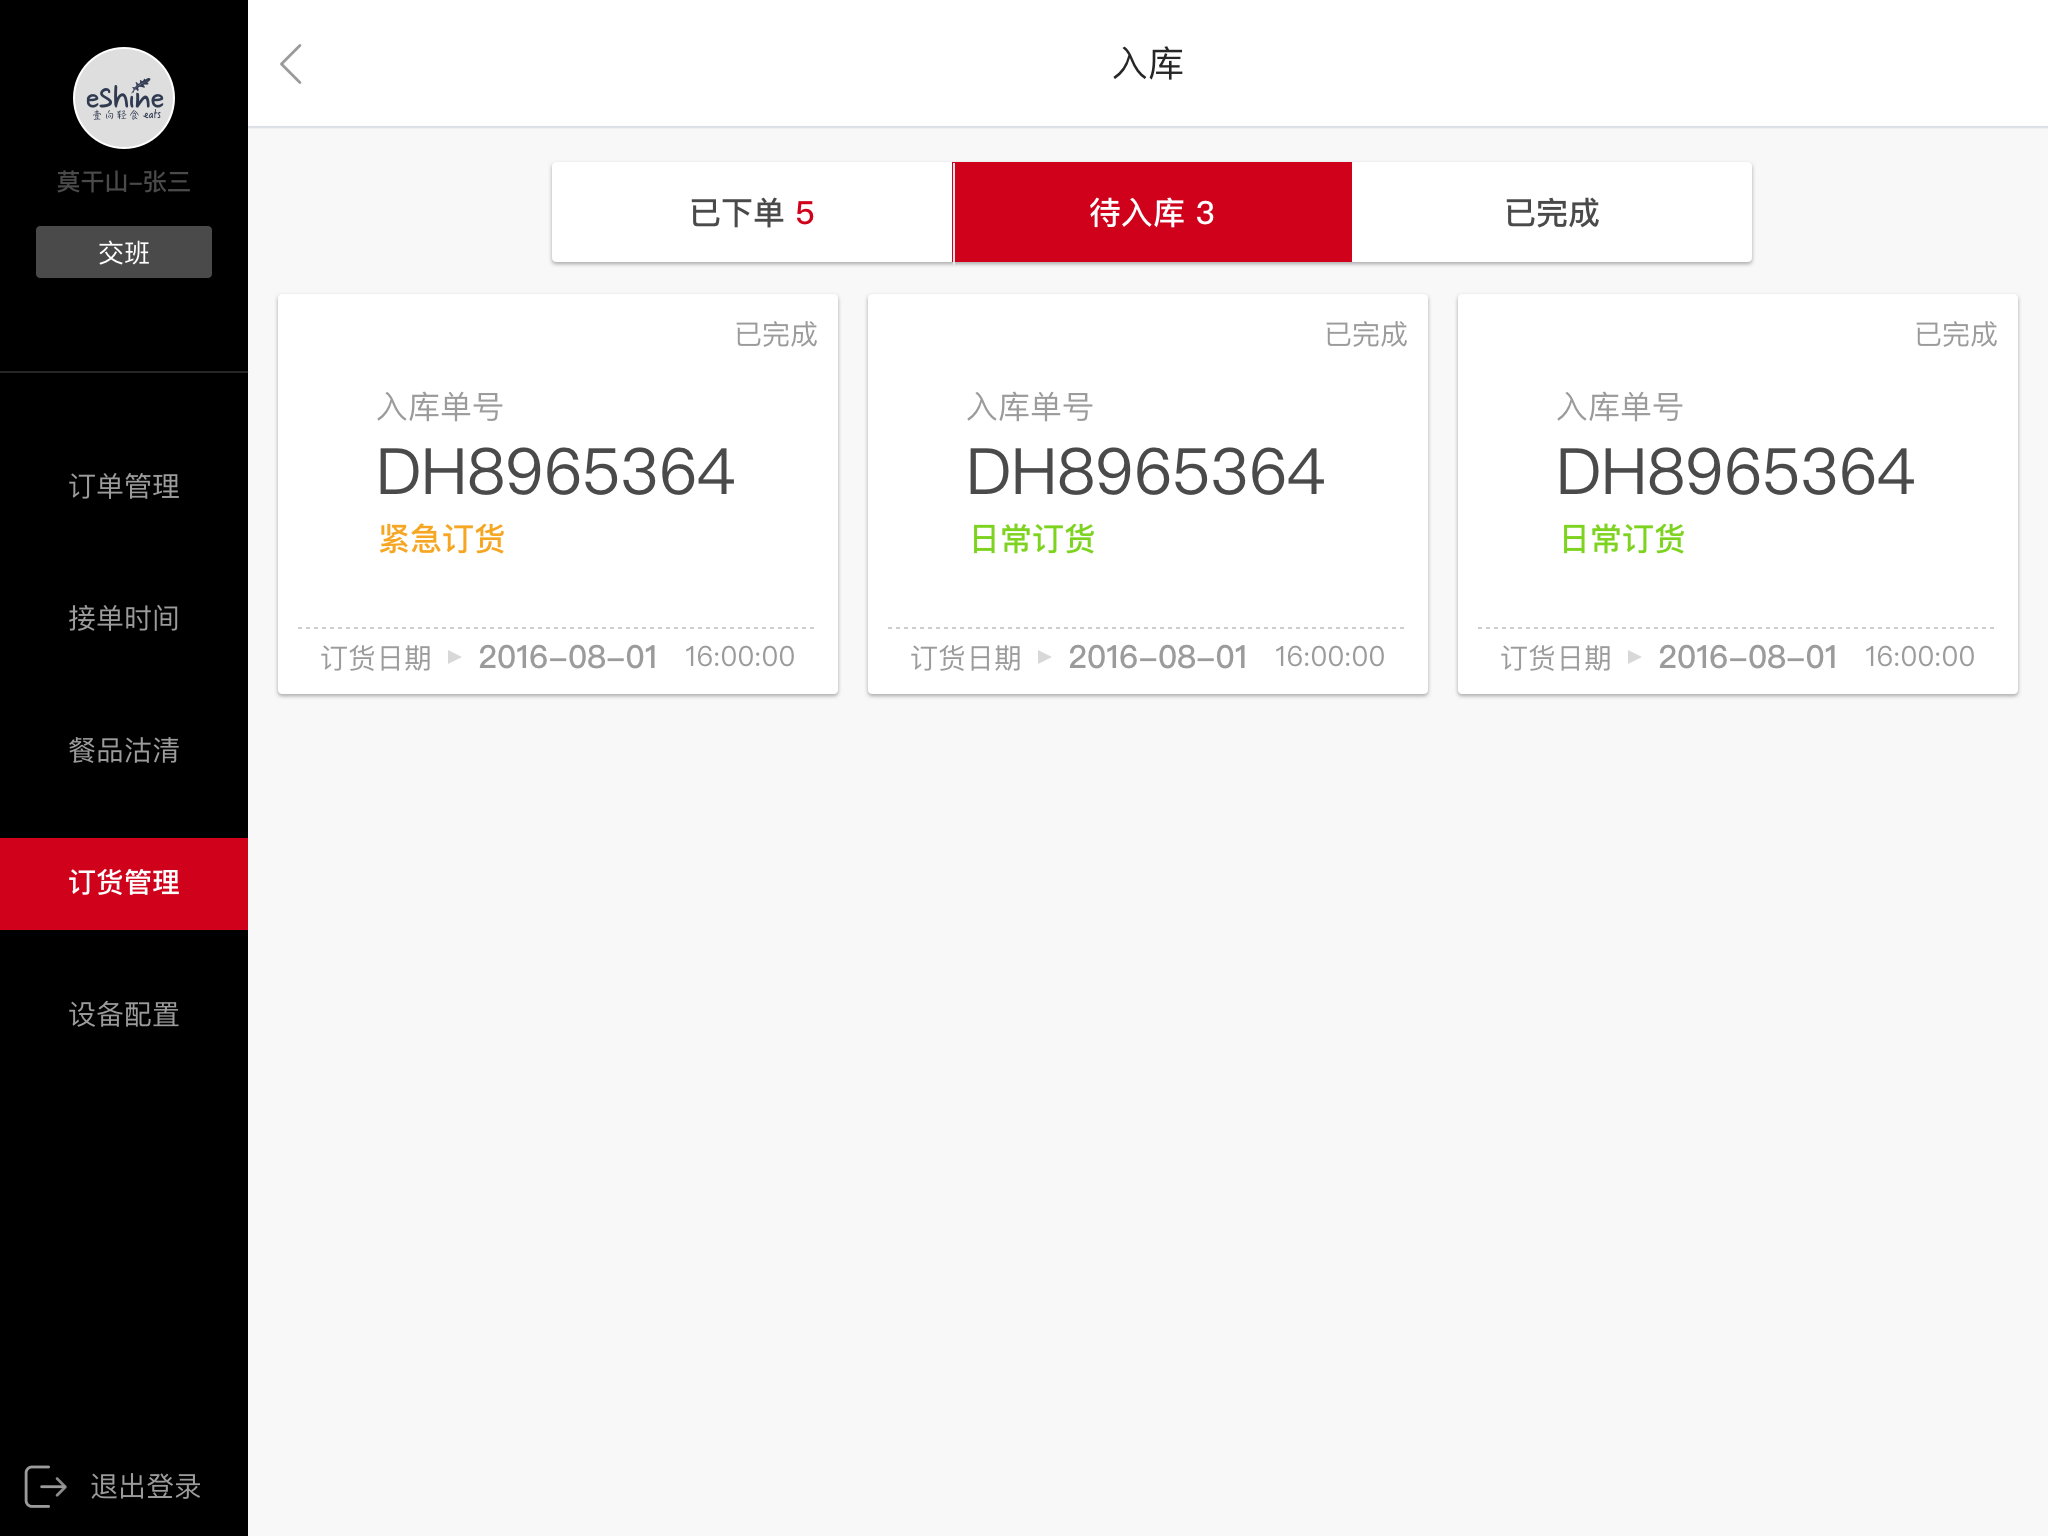 eShine
壹向轻食 eats
莫干山-张三
交班
订单管理
接单时间
餐品沽清
订货管理
设备配置
退出登录
入库
已下单 5
待入库 3
已完成
已完成
入库单号
DH8965364
紧急订货
订货日期 ▶ 2016-08-01 16:00:00
已完成
入库单号
DH8965364
日常订货
订货日期 ▶ 2016-08-01 16:00:00
已完成
入库单号
DH8965364
日常订货
订货日期 ▶ 2016-08-01 16:00:00